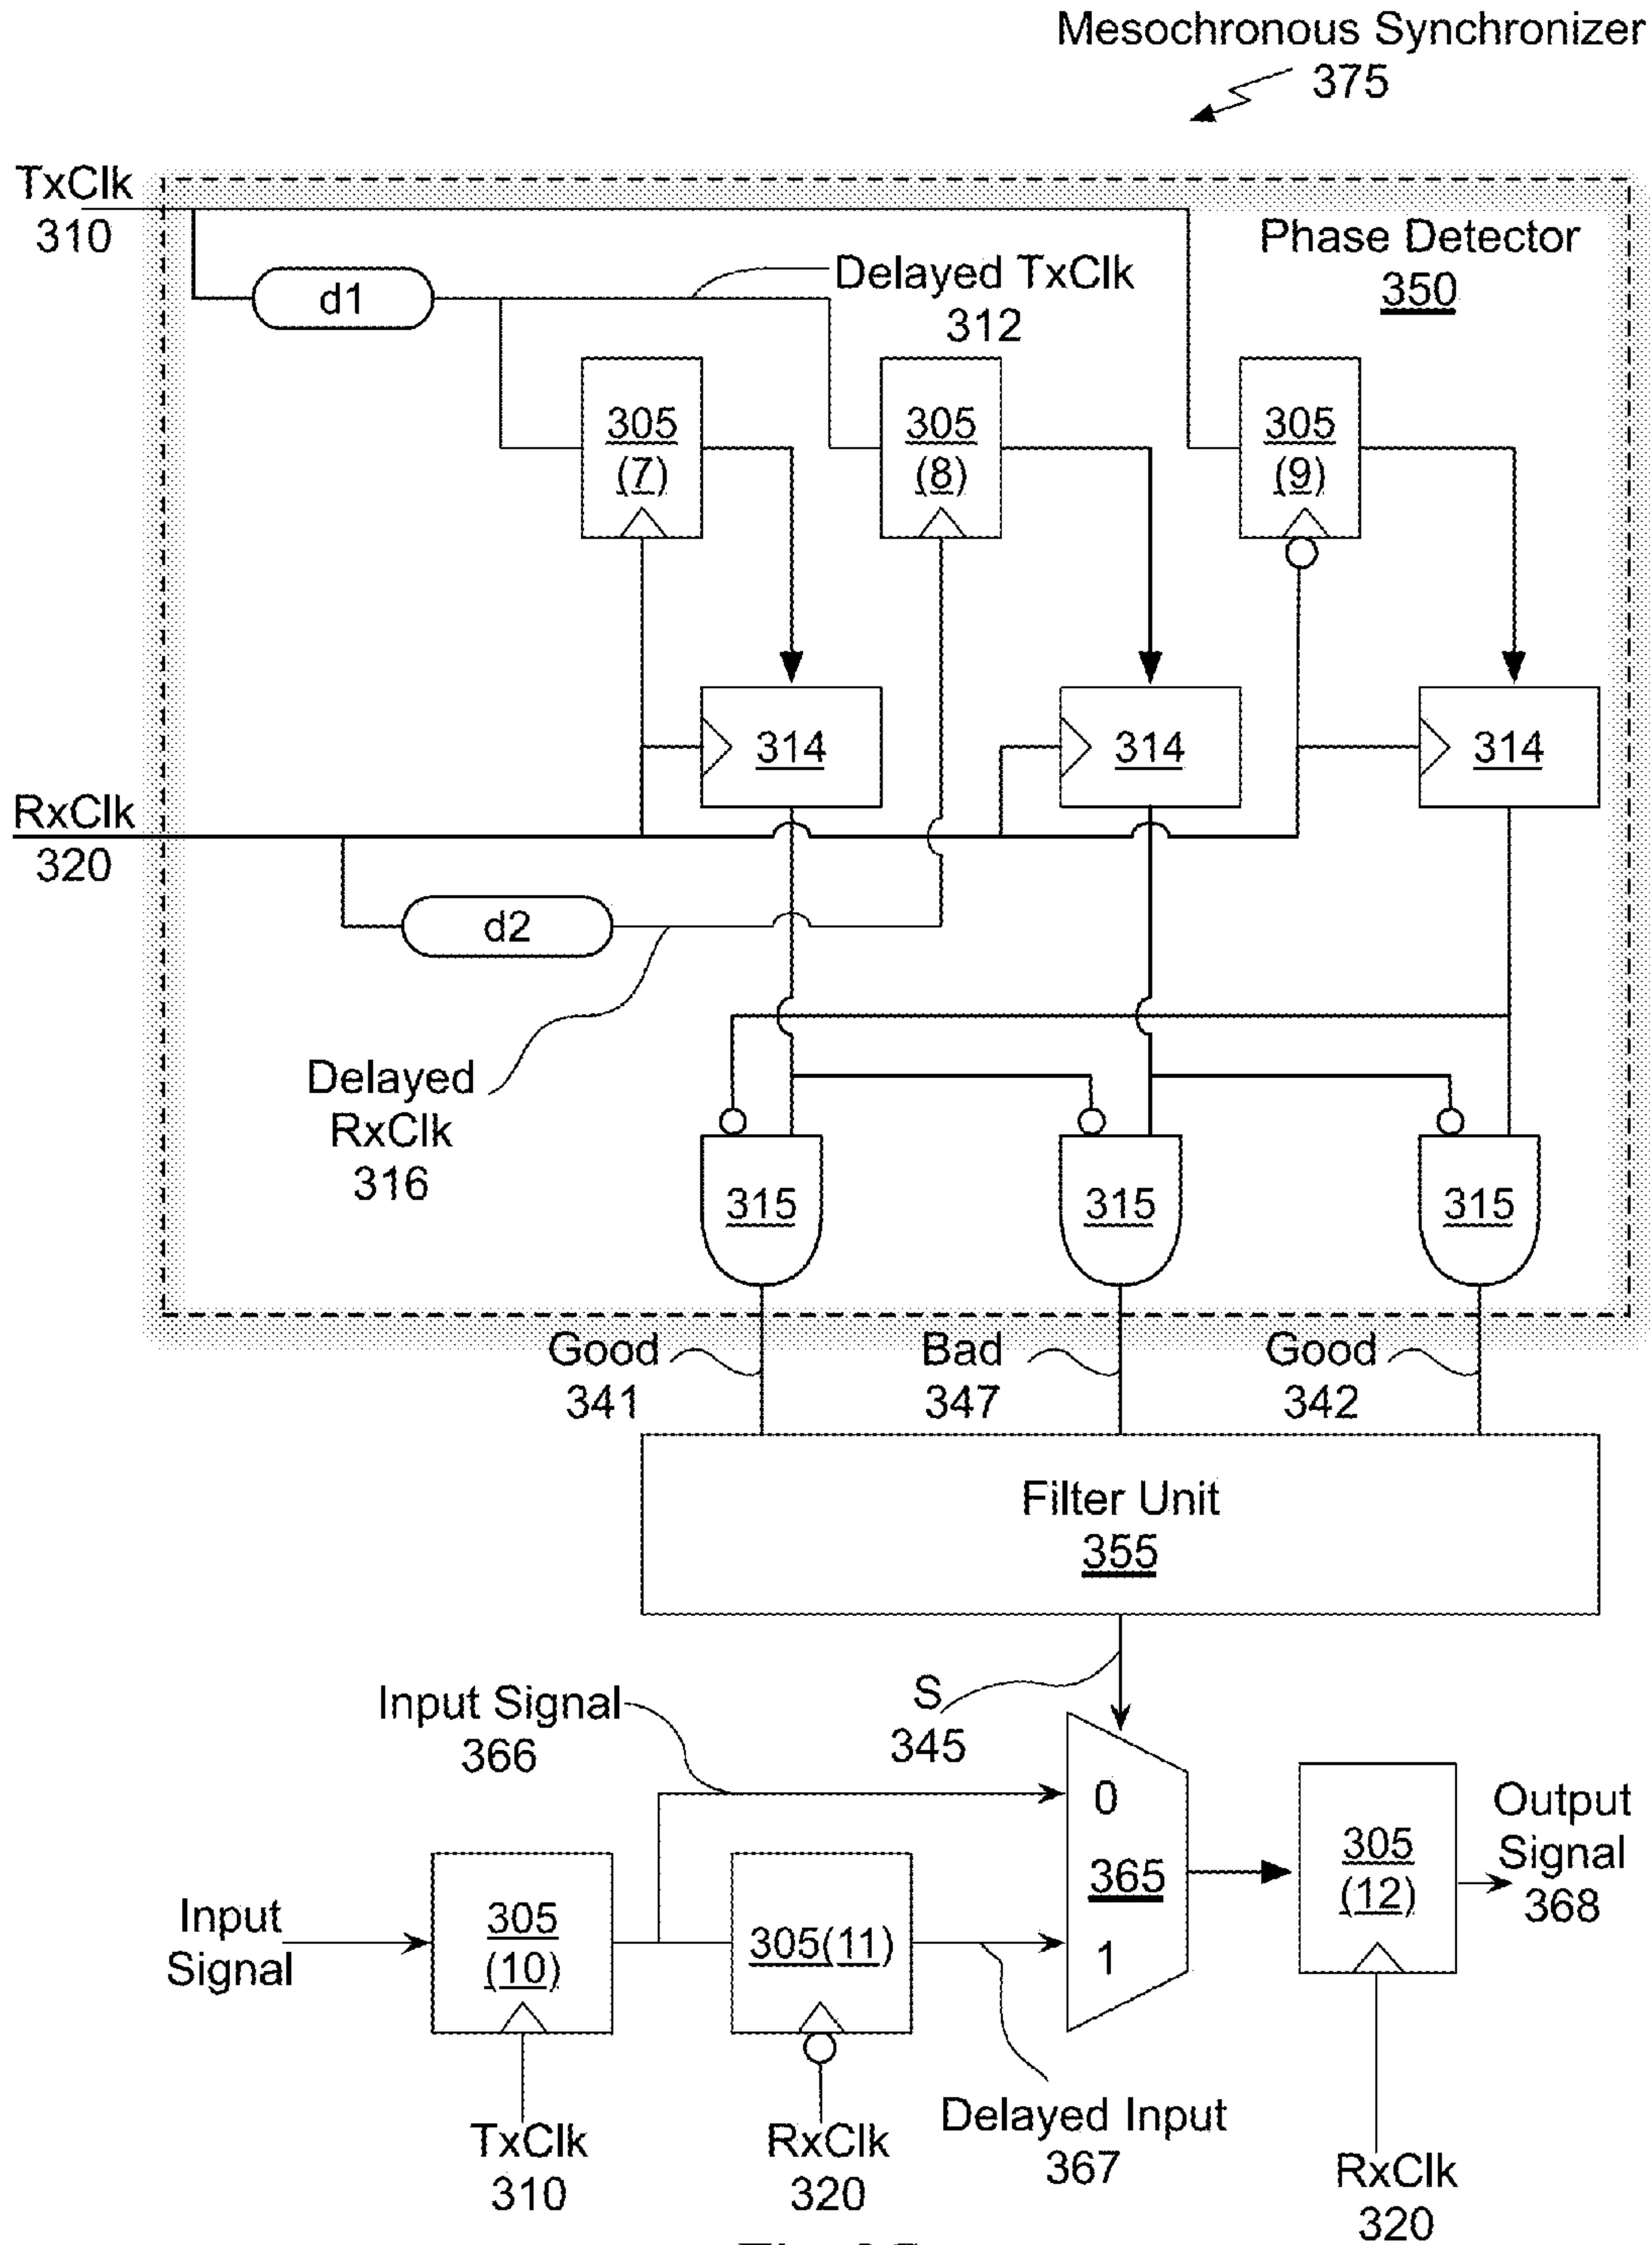 Mesochronous Synchronizer
375
TxClk
310
Phase Detector
350
d1
Delayed TxClk
312
305
(7)
305
(8)
305
(9)
314
314
314
RxClk
320
d2
Delayed
RxClk
316
315
315
315
Good
341
Bad
347
Good
342
Filter Unit
355
S
345
Input Signal
366
0
365
1
305
(12)
Output
Signal
368
Input
Signal
305
(10)
305(11)
Delayed Input
367
TxClk
310
RxClk
320
RxClk
320